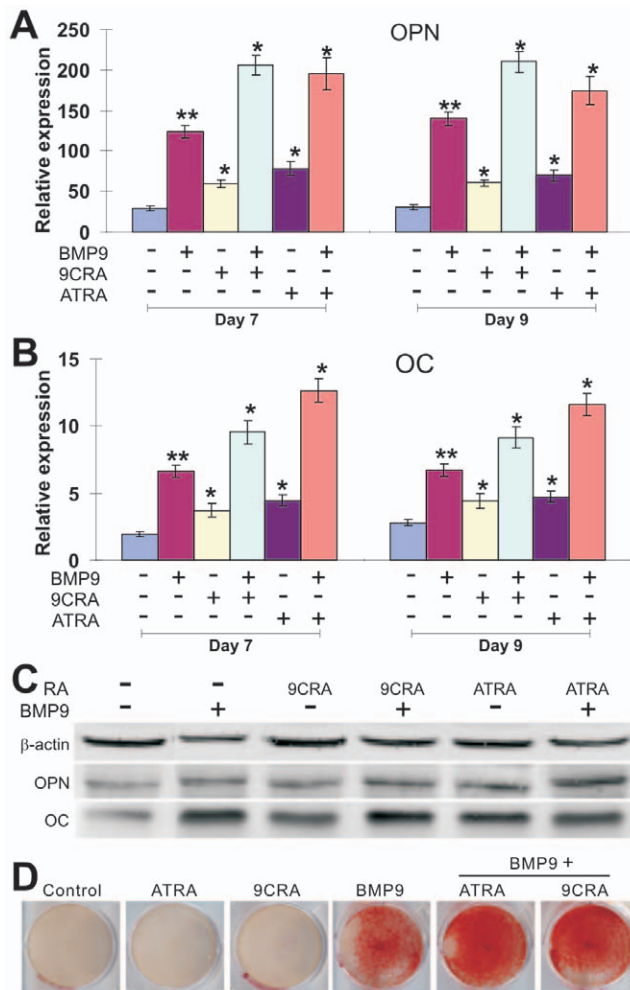 A
OPN
Relative expression
250
200
150
100
50
0
** * * * *
** * * * *
BMP9 - + - + - + - + - + - +
9CRA - - + + - - - - + + - -
ATRA - - - - + + - - - - + +
Day 7 Day 9
B
OC
Relative expression
15
10
5
0
** * * * *
** * * * *
BMP9 - + - + - + - + - + - +
9CRA - - + + - - - - + + - -
ATRA - - - - + + - - - - + +
Day 7 Day 9
C
RA - - 9CRA 9CRA ATRA ATRA
BMP9 - + - + - +
β-actin
OPN
OC
D
BMP9 +
Control ATRA 9CRA BMP9 ATRA 9CRA